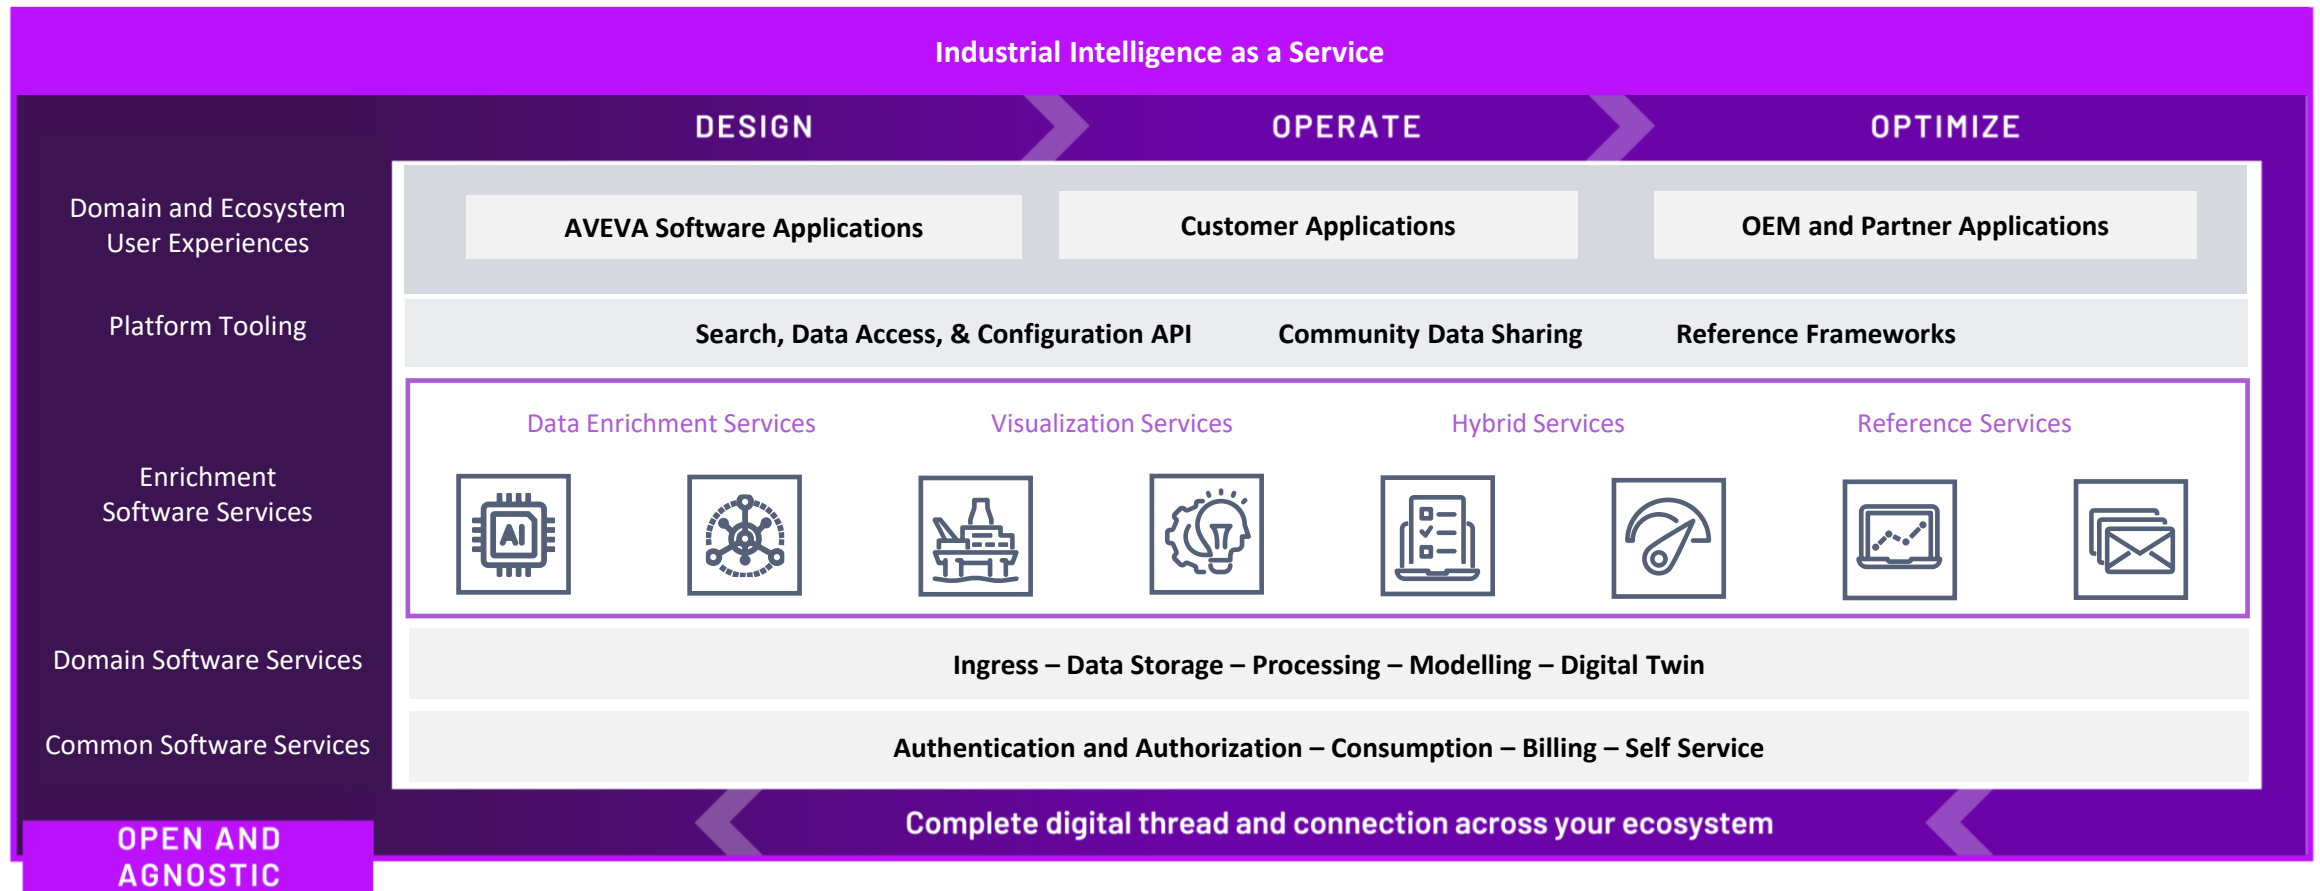 Industrial Intelligence as a Service
DESIGN
OPERATE
OPTIMIZE
Domain and Ecosystem
User Experiences
AVEVA Software Applications
Customer Applications
OEM and Partner Applications
Platform Tooling
Search, Data Access, & Configuration API
Community Data Sharing
Reference Frameworks
Enrichment
Software Services
Data Enrichment Services
Visualization Services
Hybrid Services
Reference Services
AI
Domain Software Services
Ingress – Data Storage – Processing – Modelling – Digital Twin
Common Software Services
Authentication and Authorization – Consumption – Billing – Self Service
Complete digital thread and connection across your ecosystem
OPEN AND
AGNOSTIC